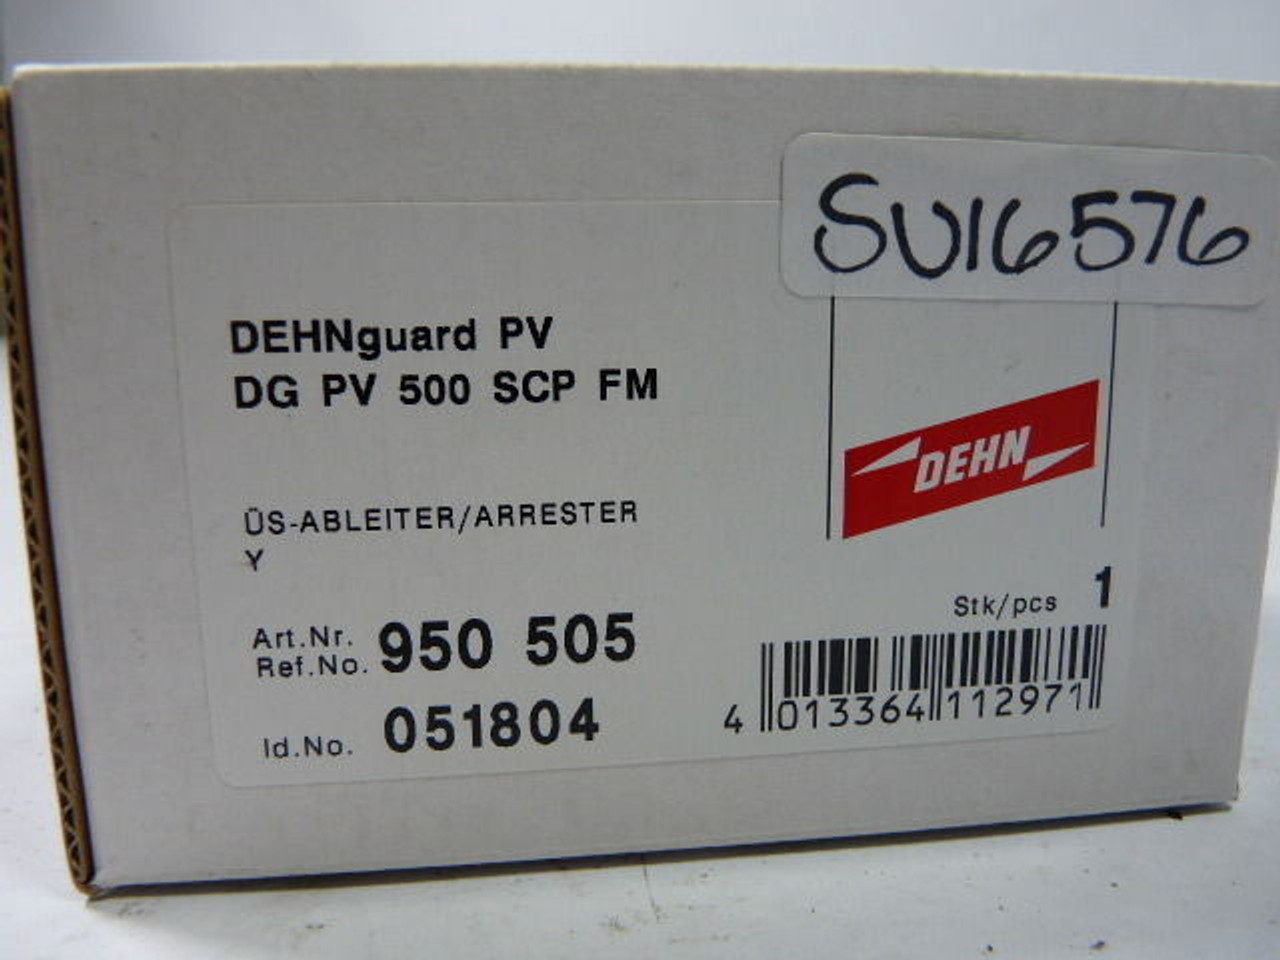 SU16576
DEHNguard PV
DG PV 500 SCP FM
DEHN
ÜS-ABLEITER/ARRESTER
Y
Stk/pcs 1
Art.Nr.
Ref.No. 950 505
Id.No. 051804
4 013364 112971